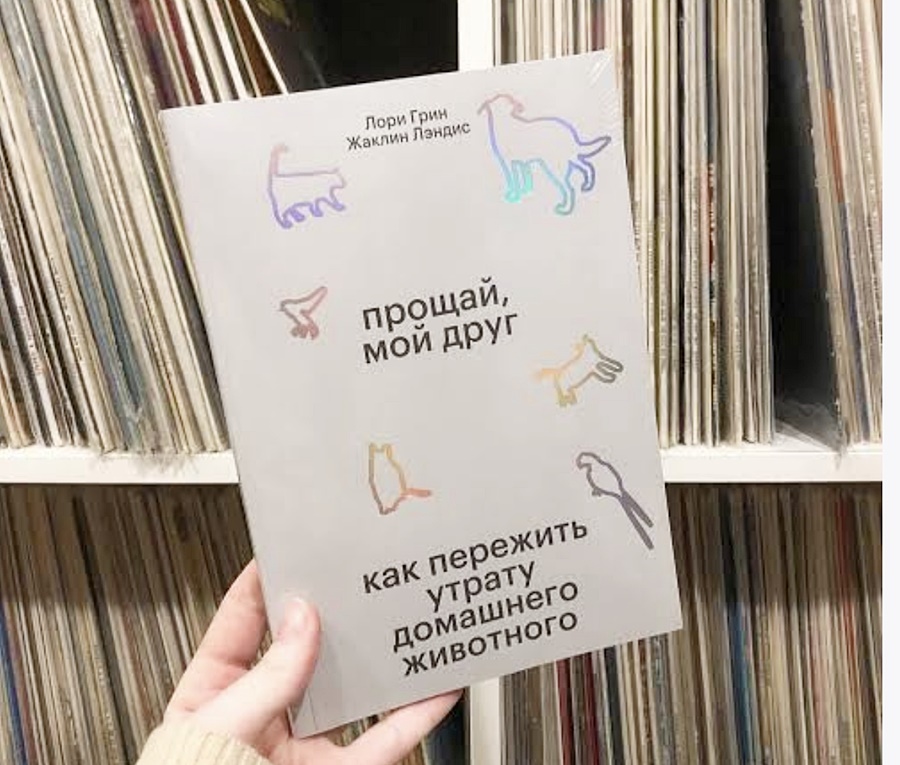 Лори Грин
Жаклин Лэндис
прощай,
мой друг
как пережить
утрату
домашнего
животного